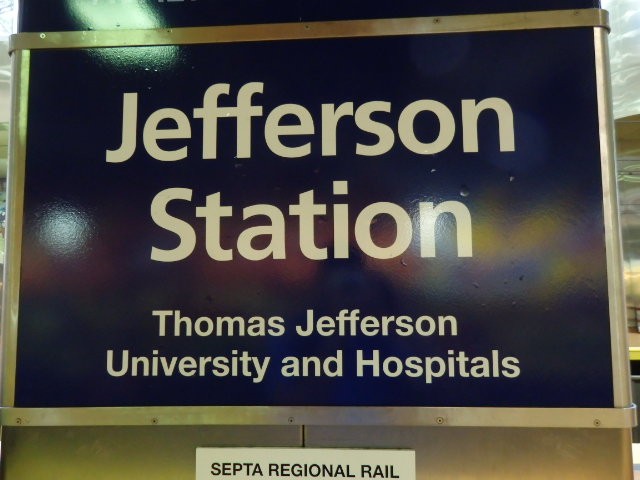 Jefferson
Station
Thomas Jefferson
University and Hospitals
SEPTA REGIONAL RAIL